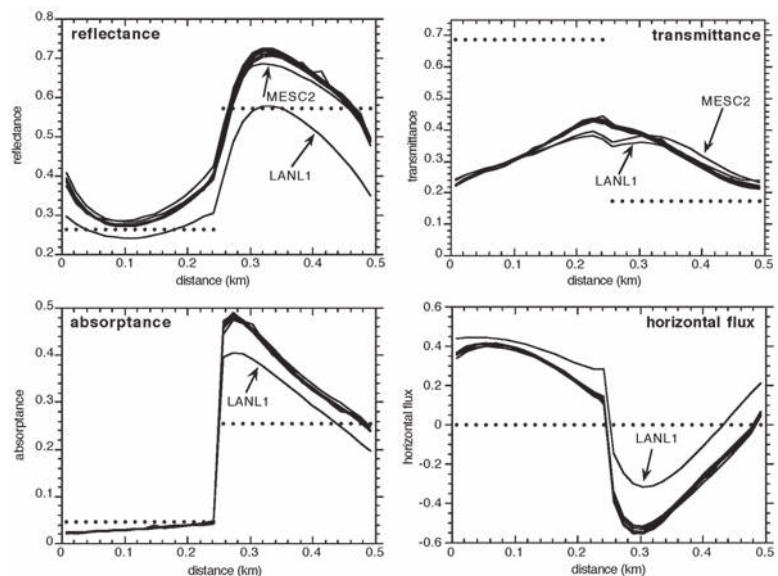 reflectance
0.8
0.7
0.6
0.5
0.4
0.3
0.2
reflectance
MESC2
LANL1
0 0.1 0.2 0.3 0.4 0.5
distance (km)
transmittance
0.7
0.6
0.5
0.4
0.3
0.2
0.1
0
transmittance
MESC2
LANL1
0 0.1 0.2 0.3 0.4 0.5
distance (km)
absorptance
0.5
0.4
0.3
0.2
0.1
0
absorptance
LANL1
0 0.1 0.2 0.3 0.4 0.5
distance (km)
horizontal flux
0.6
0.4
0.2
0
-0.2
-0.4
-0.6
horizontal flux
LANL1
0 0.1 0.2 0.3 0.4 0.5
distance (km)